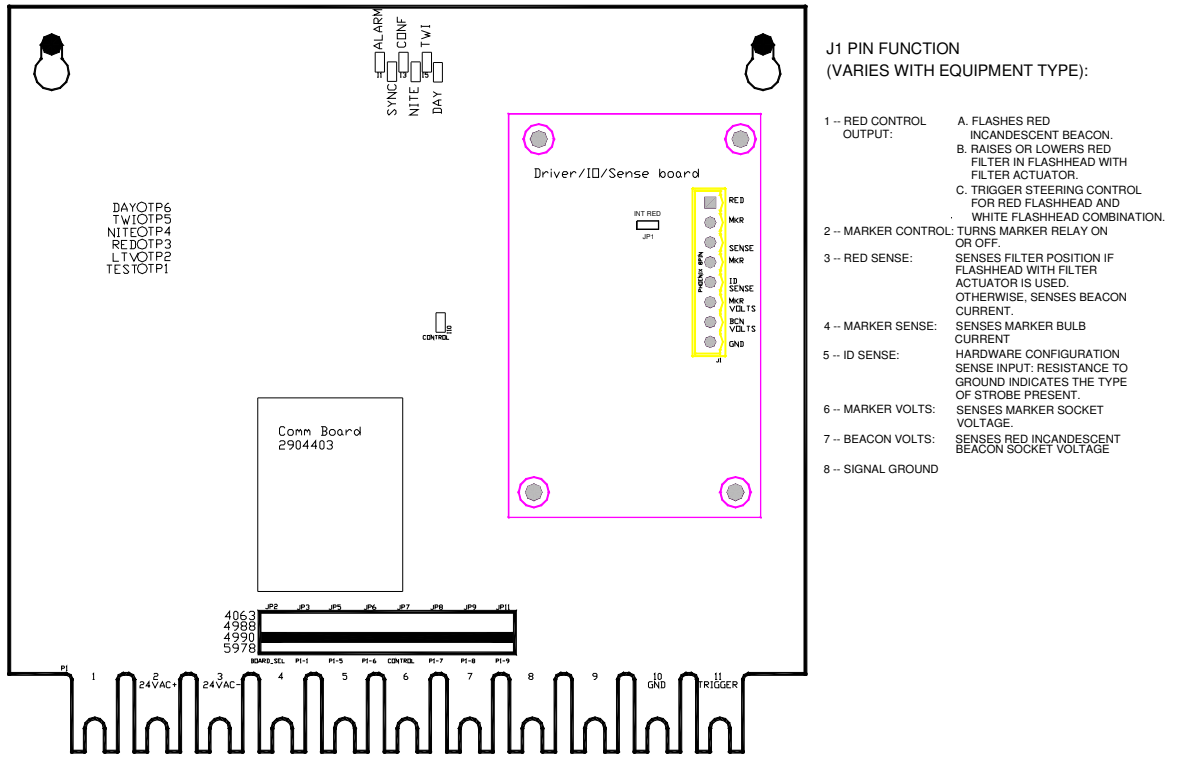 ALARM
CONF
TWI
I1
I3
I5
SYNC
NITE
DAY
J1 PIN FUNCTION
(VARIES WITH EQUIPMENT TYPE):
1 -- RED CONTROL OUTPUT:
A. FLASHES RED
INCANDESCENT BEACON.
B. RAISES OR LOWERS RED
FILTER IN FLASHHEAD WITH
FILTER ACTUATOR.
C. TRIGGER STEERING CONTROL
FOR RED FLASHHEAD AND
WHITE FLASHHEAD COMBINATION.
2 -- MARKER CONTROL: TURNS MARKER RELAY ON
OR OFF.
3 -- RED SENSE: SENSES FILTER POSITION IF
FLASHHEAD WITH FILTER
ACTUATOR IS USED.
OTHERWISE, SENSES BEACON
CURRENT.
4 -- MARKER SENSE: SENSES MARKER BULB
CURRENT
5 -- ID SENSE: HARDWARE CONFIGURATION
SENSE INPUT: RESISTANCE TO
GROUND INDICATES THE TYPE
OF STROBE PRESENT.
6 -- MARKER VOLTS: SENSES MARKER SOCKET
VOLTAGE.
7 -- BEACON VOLTS: SENSES RED INCANDESCENT
BEACON SOCKET VOLTAGE
8 -- SIGNAL GROUND
Driver/IO/Sense board
INT RED
JP1
PHOENIX 8PIN
RED
MKR
SENSE
MKR
ID
SENSE
MKR
VOLTS
BCN
VOLTS
GND
J1
DAYOTP6
TWIOTP5
NITEOTP4
REDOTP3
LTVOTP2
TESTOTP1
CONTROL
I10
Comm Board
2904403
JP2 JP3 JP5 JP6 JP7 JP8 JP9 JP11
4063
4988
4990
5978
BOARD_SEL P1-1 P1-5 P1-6 CONTROL P1-7 P1-8 P1-9
P1
1 2 3 4 5 6 7 8 9 10 11
24VAC+ 24VAC- GND TRIGGER